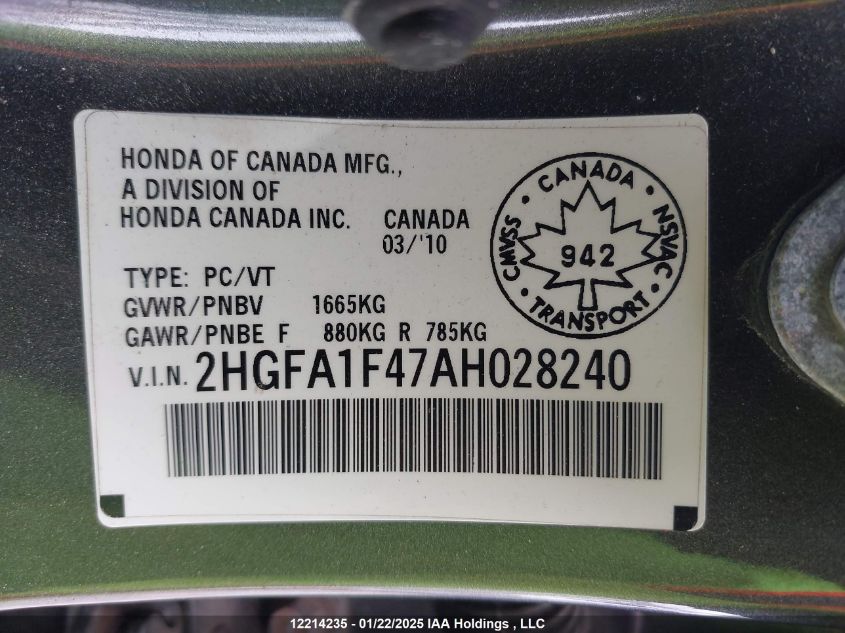 HONDA OF CANADA MFG.,
A DIVISION OF
HONDA CANADA INC. CANADA
03/'10
TYPE: PC/VT
GVWR/PNBV 1665KG
GAWR/PNBE F 880KG R 785KG
V.I.N. 2HGFA1F47AH028240
• CANADA •
CMVSS NSVAC
942
• TRANSPORT •
12214235 - 01/22/2025 IAA Holdings , LLC